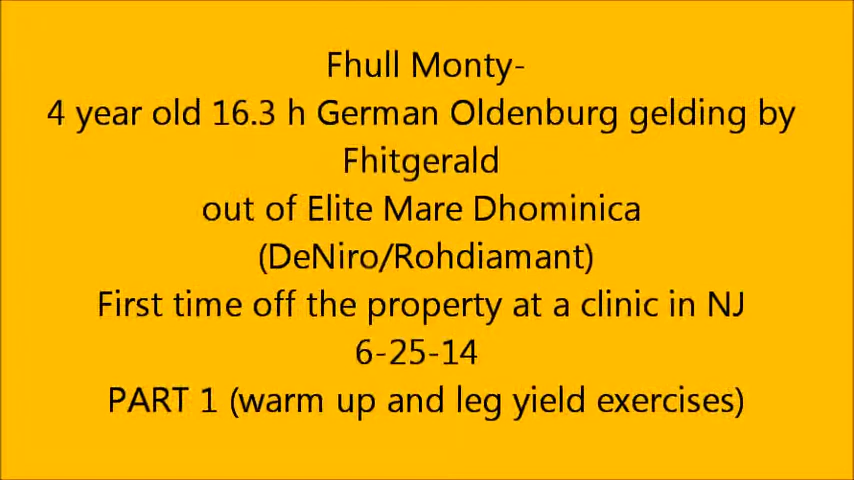 Fhull Monty-
4 year old 16.3 h German Oldenburg gelding by
Fhitgerald
out of Elite Mare Dhominica
(DeNiro/Rohdiamant)
First time off the property at a clinic in NJ
6-25-14
PART 1 (warm up and leg yield exercises)